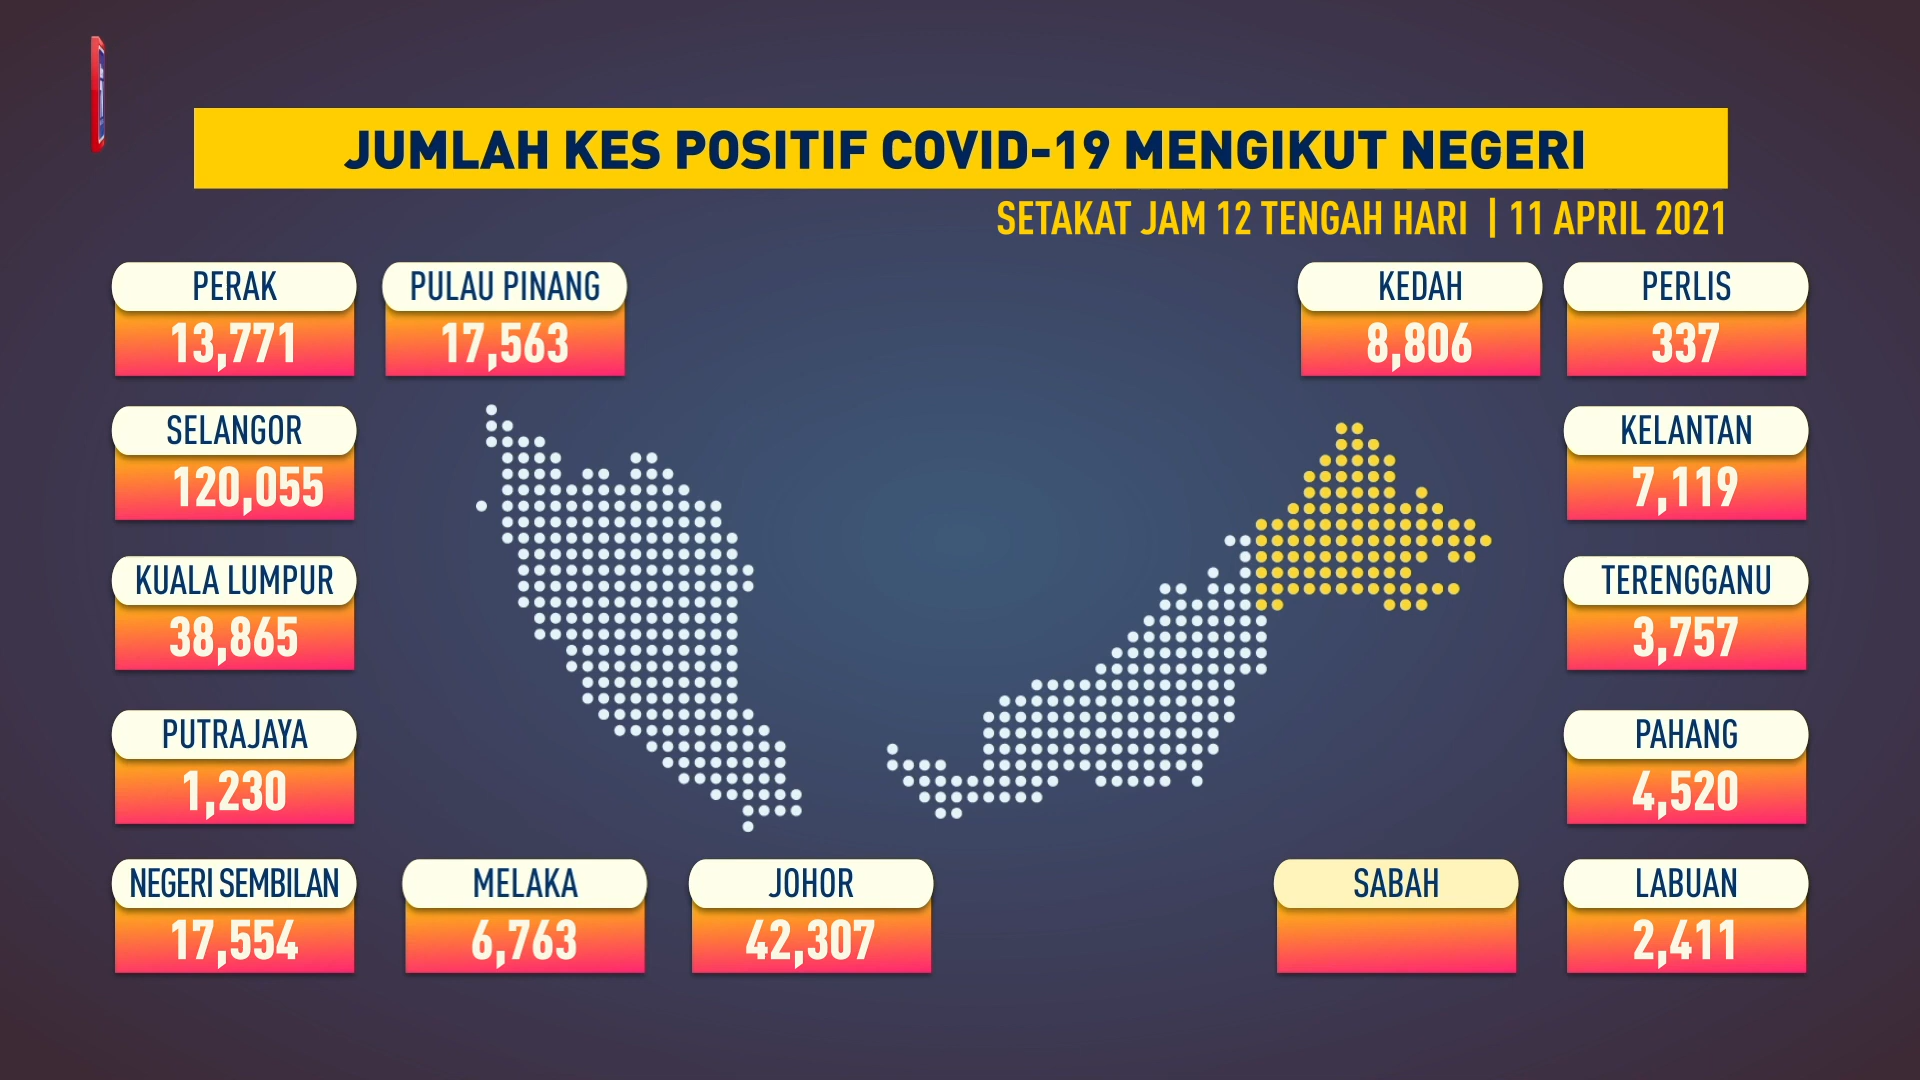 JUMLAH KES POSITIF COVID-19 MENGIKUT NEGERI
SETAKAT JAM 12 TENGAH HARI | 11 APRIL 2021
PERAK
13,771
PULAU PINANG
17,563
KEDAH
8,806
PERLIS
337
SELANGOR
120,055
KELANTAN
7,119
KUALA LUMPUR
38,865
TERENGGANU
3,757
PUTRAJAYA
1,230
PAHANG
4,520
NEGERI SEMBILAN
17,554
MELAKA
6,763
JOHOR
42,307
SABAH
LABUAN
2,411